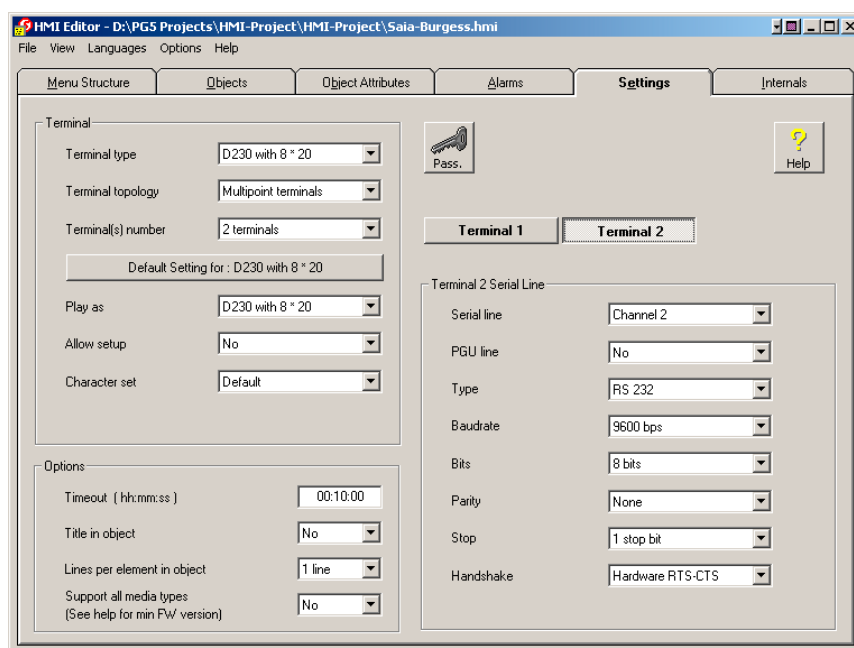 HMI Editor - D:\PG5 Projects\HMI-Project\HMI-Project\Saia-Burgess.hmi
File View Languages Options Help
Menu Structure Objects Object Attributes Alarms Settings Internals
Terminal
Terminal type D230 with 8 * 20
Terminal topology Multipoint terminals
Terminal(s) number 2 terminals
Default Setting for : D230 with 8 * 20
Play as D230 with 8 * 20
Allow setup No
Character set Default
Options
Timeout ( hh:mm:ss ) 00:10:00
Title in object No
Lines per element in object 1 line
Support all media types
(See help for min FW version) No
Pass.
? Help
Terminal 1 Terminal 2
Terminal 2 Serial Line
Serial line Channel 2
PGU line No
Type RS 232
Baudrate 9600 bps
Bits 8 bits
Parity None
Stop 1 stop bit
Handshake Hardware RTS-CTS